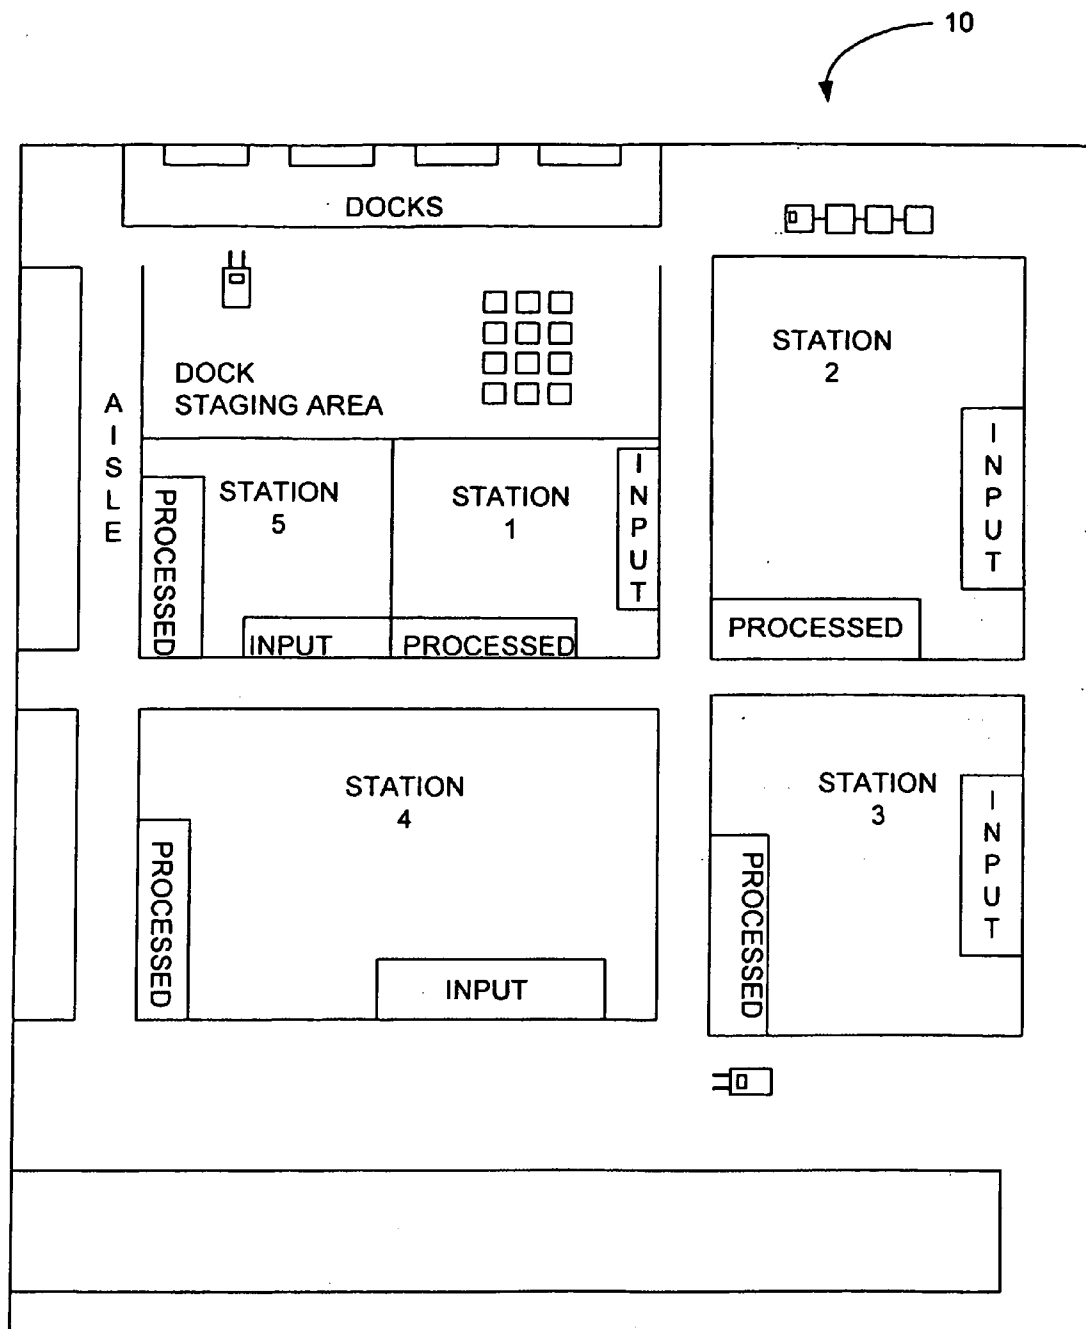 10
DOCKS
DOCK
STAGING AREA
AISLE
STATION
2
INPUT
PROCESSED
STATION
5
PROCESSED
INPUT
STATION
1
INPUT
PROCESSED
STATION
4
PROCESSED
INPUT
STATION
3
INPUT
PROCESSED